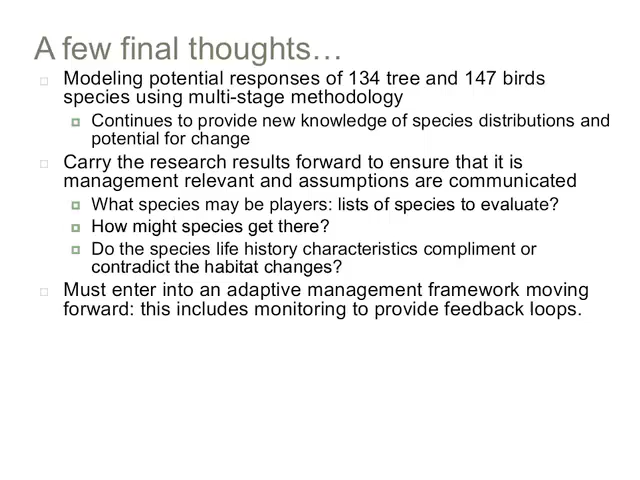 A few final thoughts…
Modeling potential responses of 134 tree and 147 birds
species using multi-stage methodology
Continues to provide new knowledge of species distributions and
potential for change
Carry the research results forward to ensure that it is
management relevant and assumptions are communicated
What species may be players: lists of species to evaluate?
How might species get there?
Do the species life history characteristics compliment or
contradict the habitat changes?
Must enter into an adaptive management framework moving
forward: this includes monitoring to provide feedback loops.